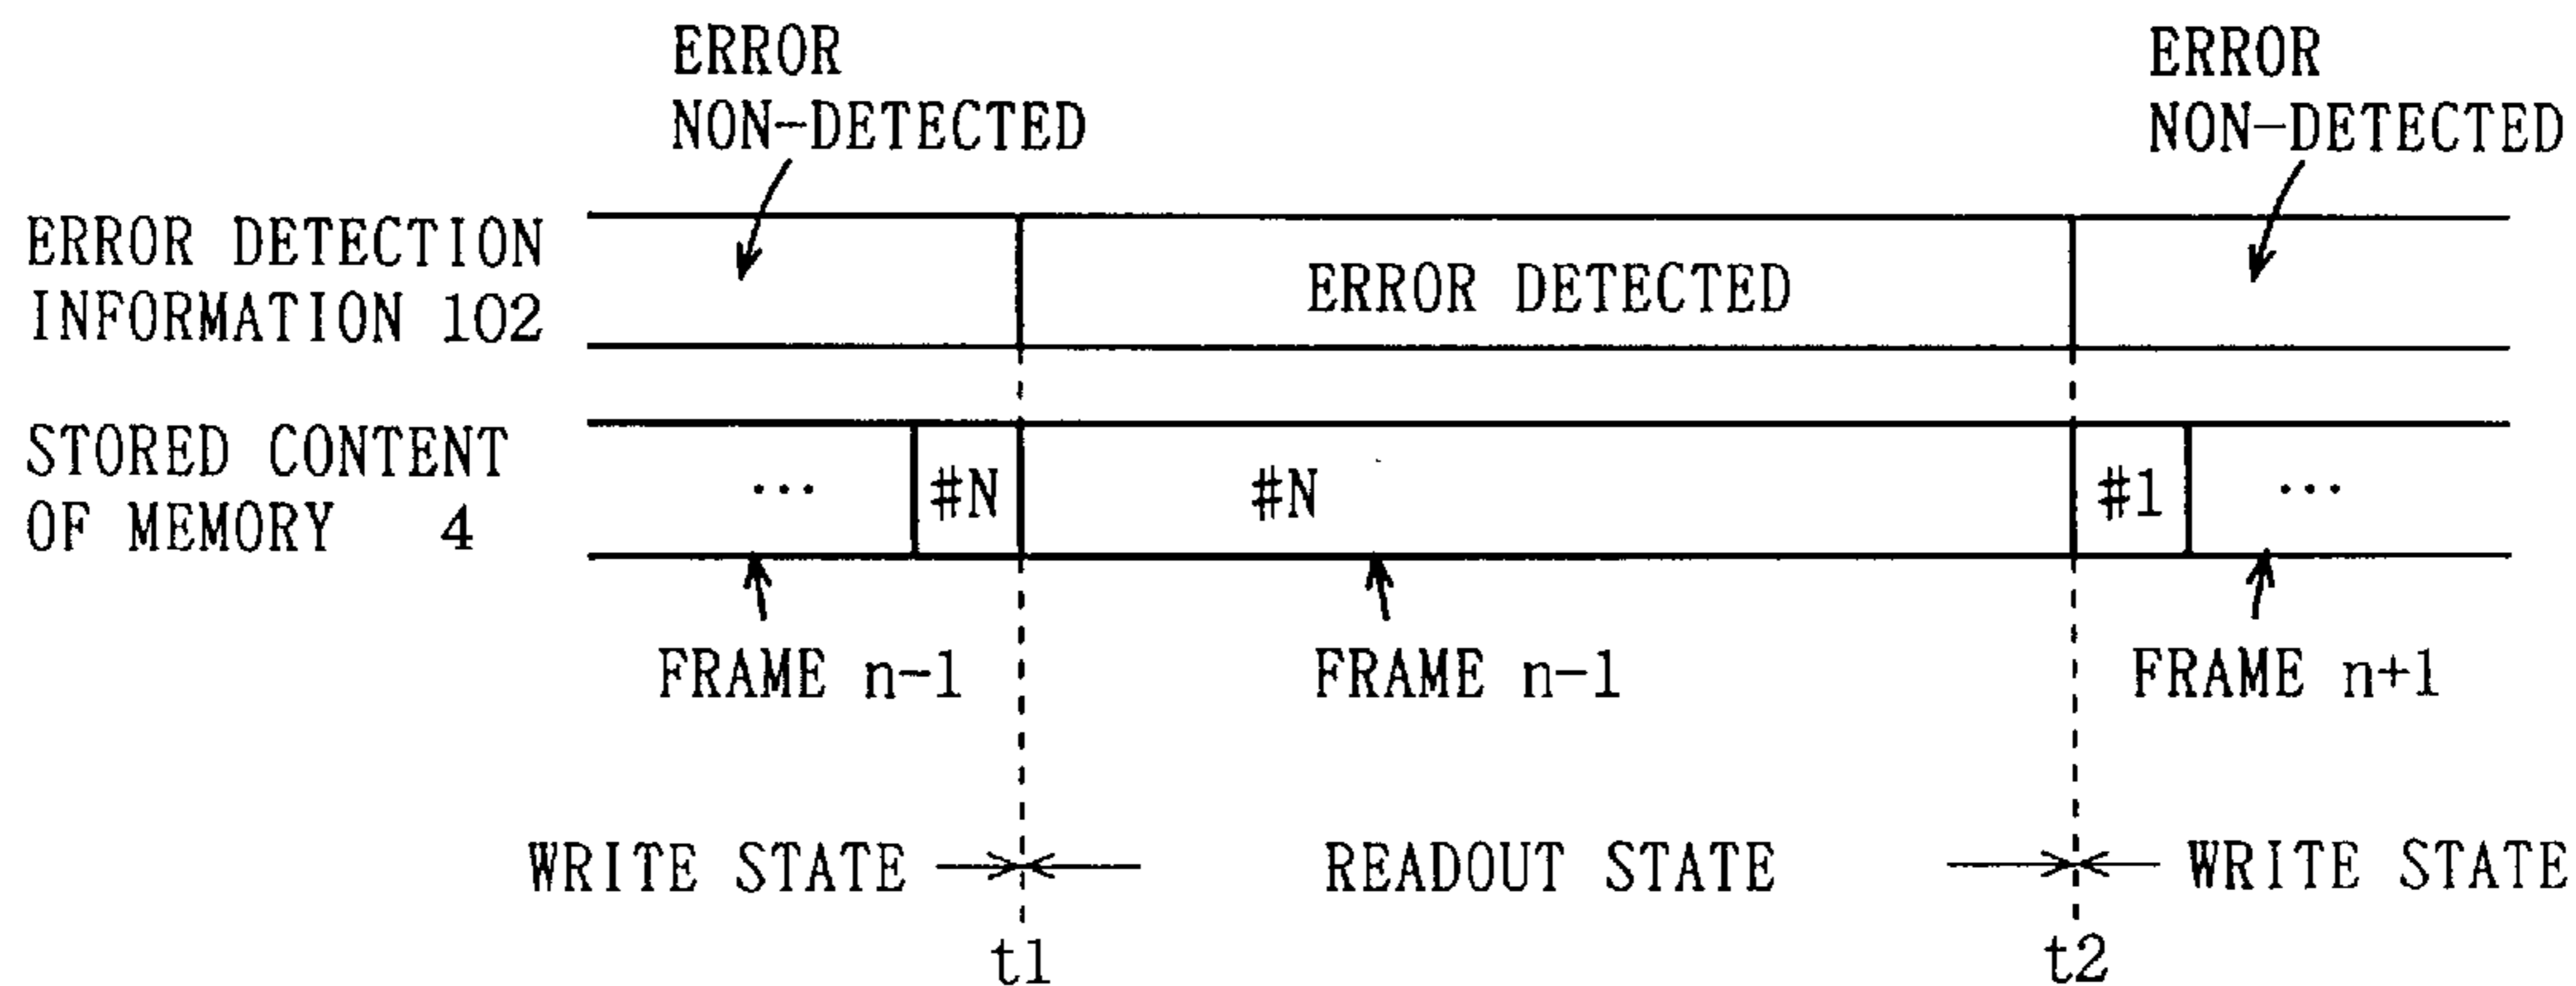 ERROR
NON-DETECTED
ERROR
NON-DETECTED
ERROR DETECTION
INFORMATION 102
ERROR DETECTED
STORED CONTENT
OF MEMORY 4
... #N #N #1 ...
FRAME n-1 FRAME n-1 FRAME n+1
WRITE STATE READOUT STATE WRITE STATE
t1 t2